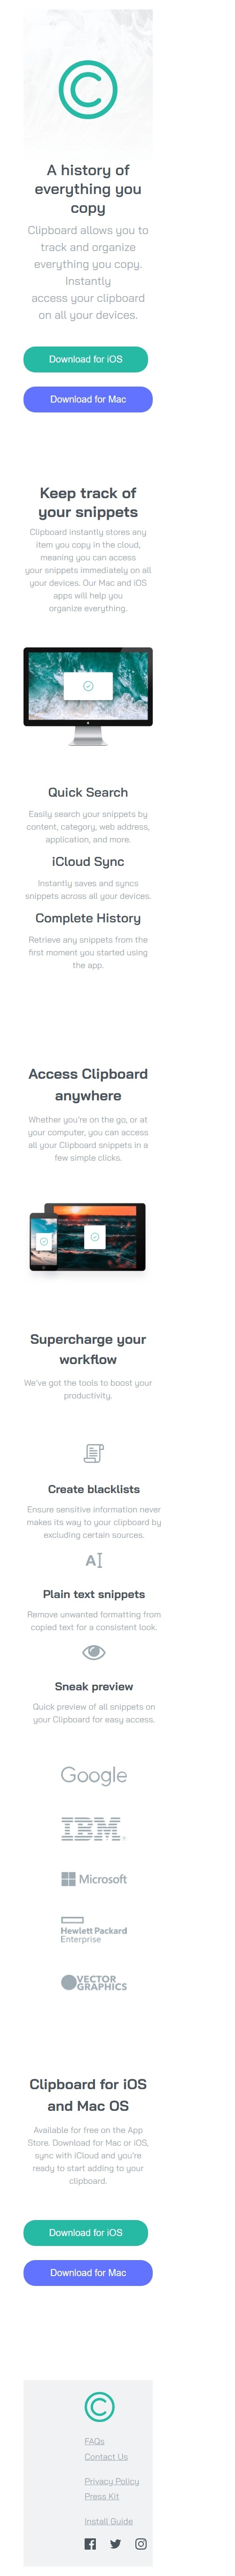 A history of
everything you
copy
Clipboard allows you to
track and organize
everything you copy.
Instantly
access your clipboard
on all your devices.
Download for iOS
Download for Mac
Keep track of
your snippets
Clipboard instantly stores any
item you copy in the cloud,
meaning you can access
your snippets immediately on all
your devices. Our Mac and iOS
apps will help you
organize everything.
Quick Search
Easily search your snippets by
content, category, web address,
application, and more.
iCloud Sync
Instantly saves and syncs
snippets across all your devices.
Complete History
Retrieve any snippets from the
first moment you started using
the app.
Access Clipboard
anywhere
Whether you're on the go, or at
your computer, you can access
all your Clipboard snippets in a
few simple clicks.
Supercharge your
workflow
We've got the tools to boost your
productivity.
Create blacklists
Ensure sensitive information never
makes its way to your clipboard by
excluding certain sources.
Plain text snippets
Remove unwanted formatting from
copied text for a consistent look.
Sneak preview
Quick preview of all snippets on
your Clipboard for easy access.
Google
IBM
Microsoft
Hewlett Packard
Enterprise
VECTOR
GRAPHICS
Clipboard for iOS
and Mac OS
Available for free on the App
Store. Download for Mac or iOS,
sync with iCloud and you're
ready to start adding to your
clipboard.
Download for iOS
Download for Mac
FAQs
Contact Us
Privacy Policy
Press Kit
Install Guide